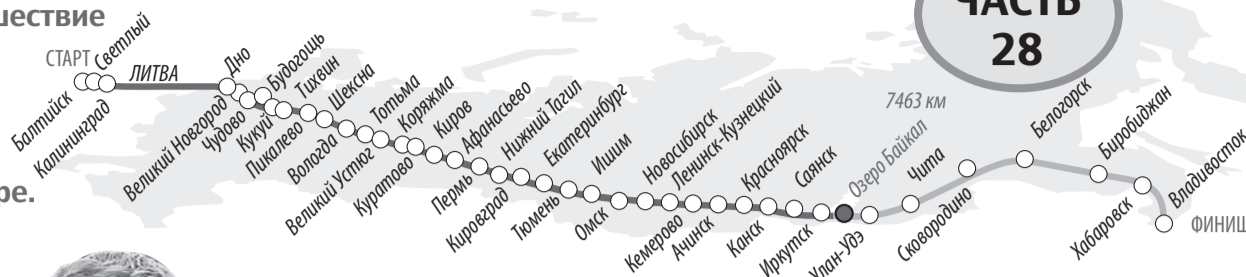 шествие
ЧАСТЬ
28
ре.
СТАРТ
Балтийск
Светлый
Калининград
ЛИТВА
Дно
Великий Новгород
Чудово
Будогощь
Кукуй
Тихвин
Пикалево
Шексна
Вологда
Тотьма
Великий Устюг
Коряжма
Куратово
Киров
Афанасьево
Пермь
Нижний Тагил
Кировград
Екатеринбург
Тюмень
Ишим
Омск
Новосибирск
Ленинск-Кузнецкий
Кемерово
Ачинск
Красноярск
Канск
Саянск
Иркутск
Озеро Байкал
7463 км
Улан-Удэ
Чита
Сковородино
Белогорск
Биробиджан
Хабаровск
Владивосток
ФИНИШ